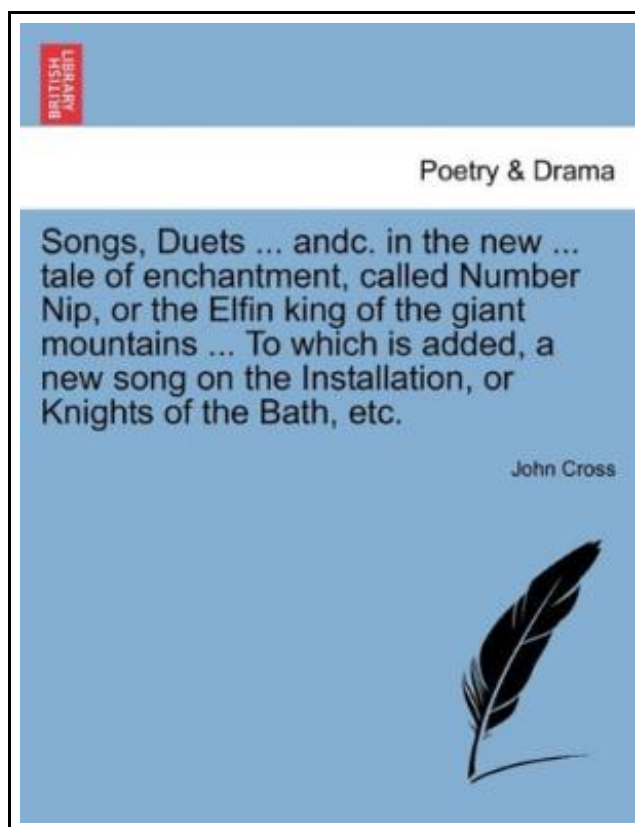 BRITISH
LIBRARY
Poetry & Drama
Songs, Duets ... andc. in the new ...
tale of enchantment, called Number
Nip, or the Elfin king of the giant
mountains ... To which is added, a
new song on the Installation, or
Knights of the Bath, etc.
John Cross